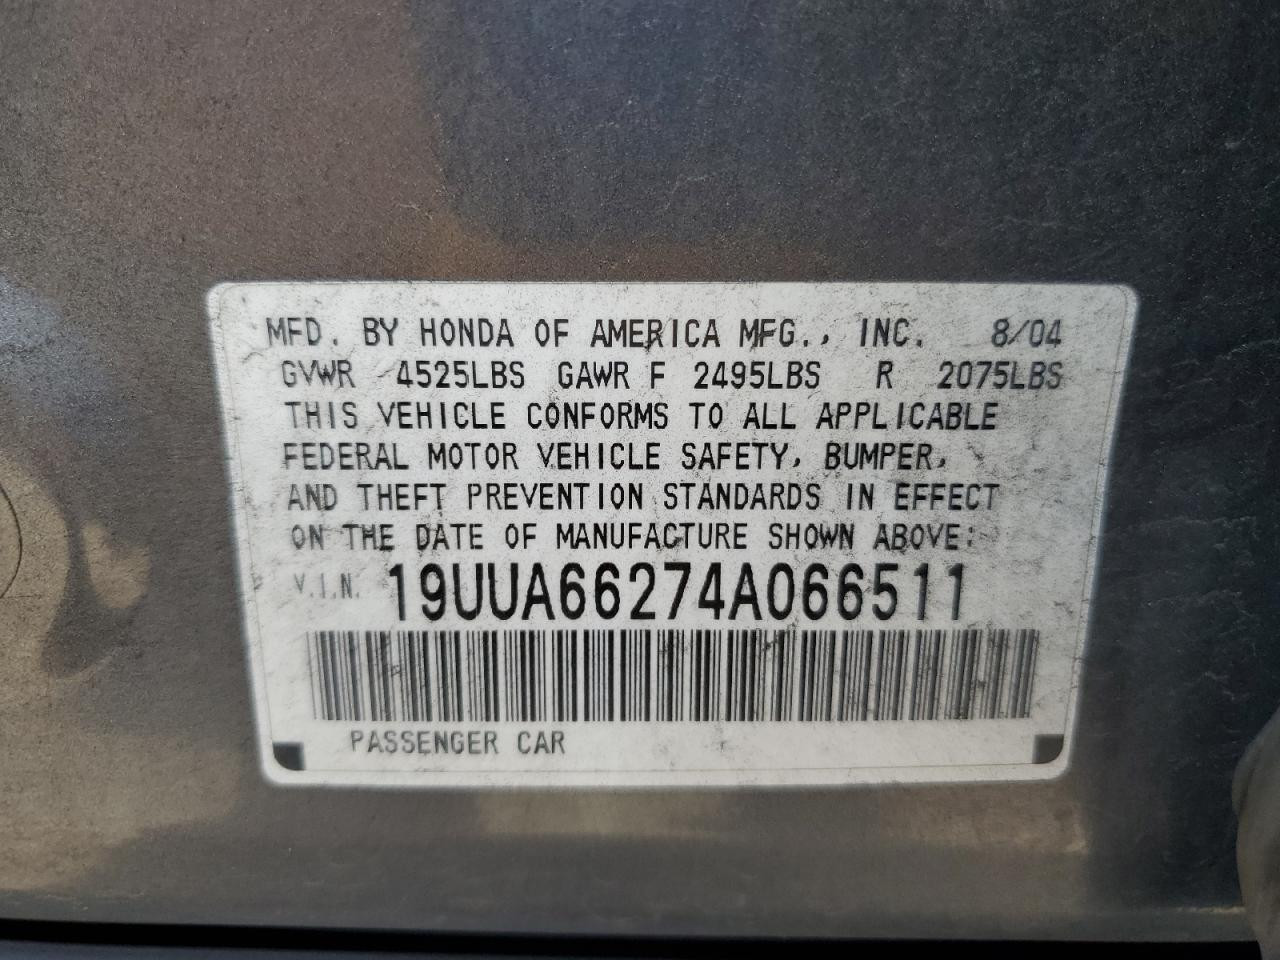 MFD. BY HONDA OF AMERICA MFG., INC. 8/04
GVWR 4525LBS GAWR F 2495LBS R 2075LBS
THIS VEHICLE CONFORMS TO ALL APPLICABLE
FEDERAL MOTOR VEHICLE SAFETY, BUMPER,
AND THEFT PREVENTION STANDARDS IN EFFECT
ON THE DATE OF MANUFACTURE SHOWN ABOVE:
V.I.N. 19UUA66274A066511
PASSENGER CAR